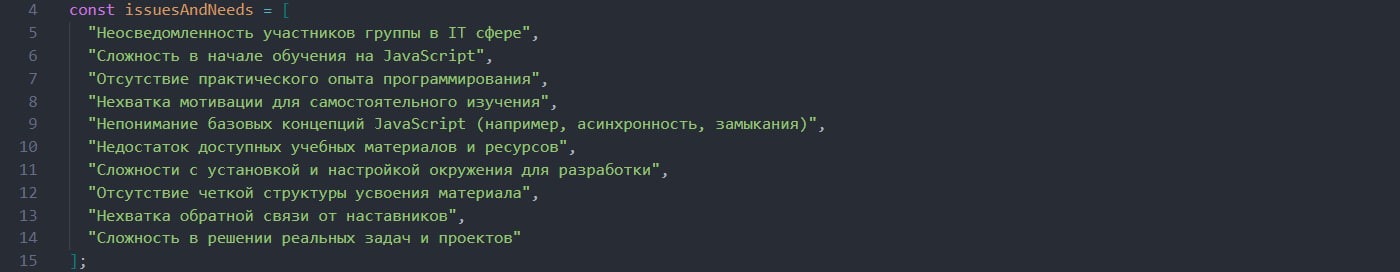 4 const issuesAndNeeds = [
5 "Неосведомленность участников группы в IT сфере",
6 "Сложность в начале обучения на JavaScript",
7 "Отсутствие практического опыта программирования",
8 "Нехватка мотивации для самостоятельного изучения",
9 "Непонимание базовых концепций JavaScript (например, асинхронность, замыкания)",
10 "Недостаток доступных учебных материалов и ресурсов",
11 "Сложности с установкой и настройкой окружения для разработки",
12 "Отсутствие четкой структуры усвоения материала",
13 "Нехватка обратной связи от наставников",
14 "Сложность в решении реальных задач и проектов"
15 ];